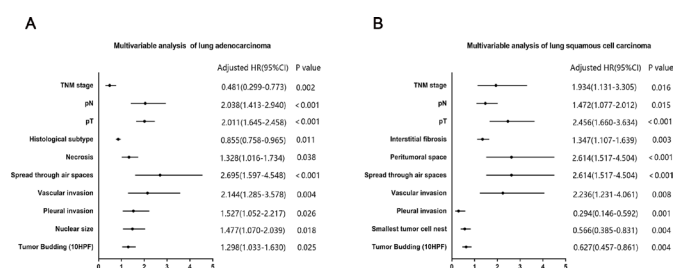 A
Multivariable analysis of lung adenocarcinoma
Adjusted HR(95%CI) P value
TNM stage 0.481(0.299-0.773) 0.002
pN 2.038(1.413-2.940) <0.001
pT 2.011(1.645-2.458) <0.001
Histological subtype 0.855(0.758-0.965) 0.011
Necrosis 1.328(1.016-1.734) 0.038
Spread through air spaces 2.695(1.597-4.548) <0.001
Vascular invasion 2.144(1.285-3.578) 0.004
Pleural invasion 1.527(1.052-2.217) 0.026
Nuclear size 1.477(1.070-2.039) 0.018
Tumor Budding (10HPF) 1.298(1.033-1.630) 0.025
0 1 2 3 4 5
B
Multivariable analysis of lung squamous cell carcinoma
Adjusted HR(95%CI) P value
TNM stage 1.934(1.131-3.305) 0.016
pN 1.472(1.077-2.012) 0.015
pT 2.456(1.660-3.634) <0.001
Interstitial fibrosis 1.347(1.107-1.639) 0.003
Peritumoral space 2.614(1.517-4.504) <0.001
Spread through air spaces 2.614(1.517-4.504) <0.001
Vascular invasion 2.236(1.231-4.061) 0.008
Pleural invasion 0.294(0.146-0.592) 0.001
Smallest tumor cell nest 0.566(0.385-0.831) 0.004
Tumor Budding (10HPF) 0.627(0.457-0.861) 0.004
0 1 2 3 4 5